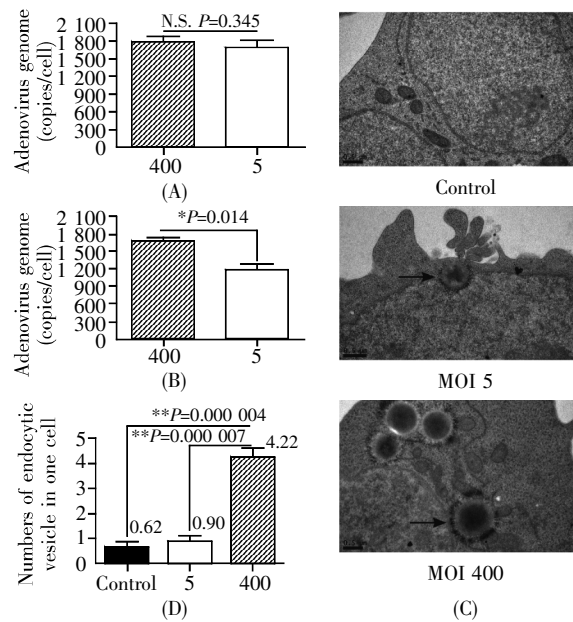 Adenovirus genome
(copies/cell)
2 100
1 800
1 500
1 200
900
600
300
0
N.S. P=0.345
400
5
(A)
Adenovirus genome
(copies/cell)
2 100
1 800
1 500
1 200
900
600
300
0
*P=0.014
400
5
(B)
Numbers of endocytic
vesicle in one cell
5
4
3
2
1
0
**P=0.000 004
**P=0.000 007
0.62
0.90
4.22
Control
5
400
(D)
Control
MOI 5
MOI 400
(C)